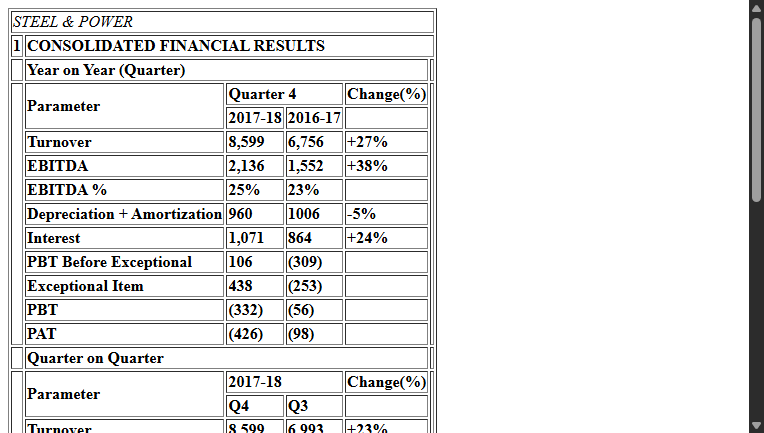 STEEL & POWER
1 CONSOLIDATED FINANCIAL RESULTS
Year on Year (Quarter)
Parameter Quarter 4 Change(%)
2017-18 2016-17
Turnover 8,599 6,756 +27%
EBITDA 2,136 1,552 +38%
EBITDA % 25% 23%
Depreciation + Amortization 960 1006 -5%
Interest 1,071 864 +24%
PBT Before Exceptional 106 (309)
Exceptional Item 438 (253)
PBT (332) (56)
PAT (426) (98)
Quarter on Quarter
Parameter 2017-18 Change(%)
Q4 Q3
Turnover 8,599 6,993 +23%